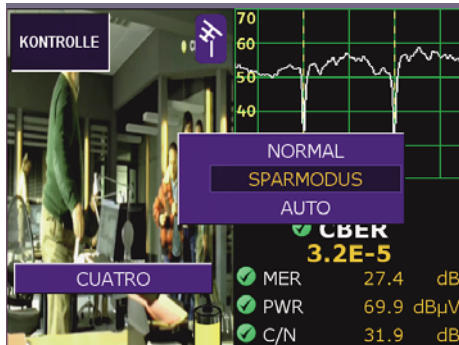 KONTROLLE
70
60
50
40
NORMAL
SPARMODUS
AUTO
CBER
3.2E-5
CUATRO
MER 27.4 dB
PWR 69.9 dBµV
C/N 31.9 dB